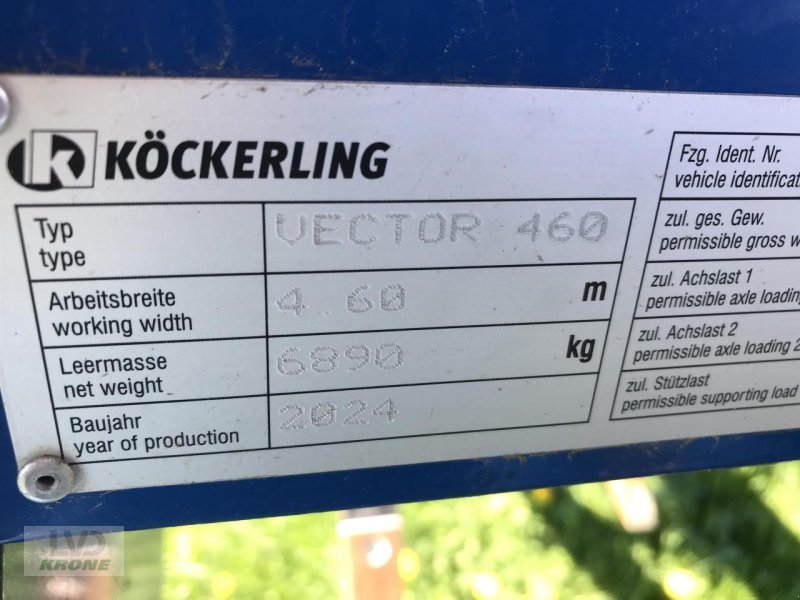 KÖCKERLING
Typ
type
VECTOR 460
Arbeitsbreite
working width
4.60 m
Leermasse
net weight
6890 kg
Baujahr
year of production
2024
Fzg. Ident. Nr.
vehicle identificat
zul. ges. Gew.
permissible gross w
zul. Achslast 1
permissible axle loading
zul. Achslast 2
permissible axle loading 2
zul. Stützlast
permissible supporting load
LVD
KRONE